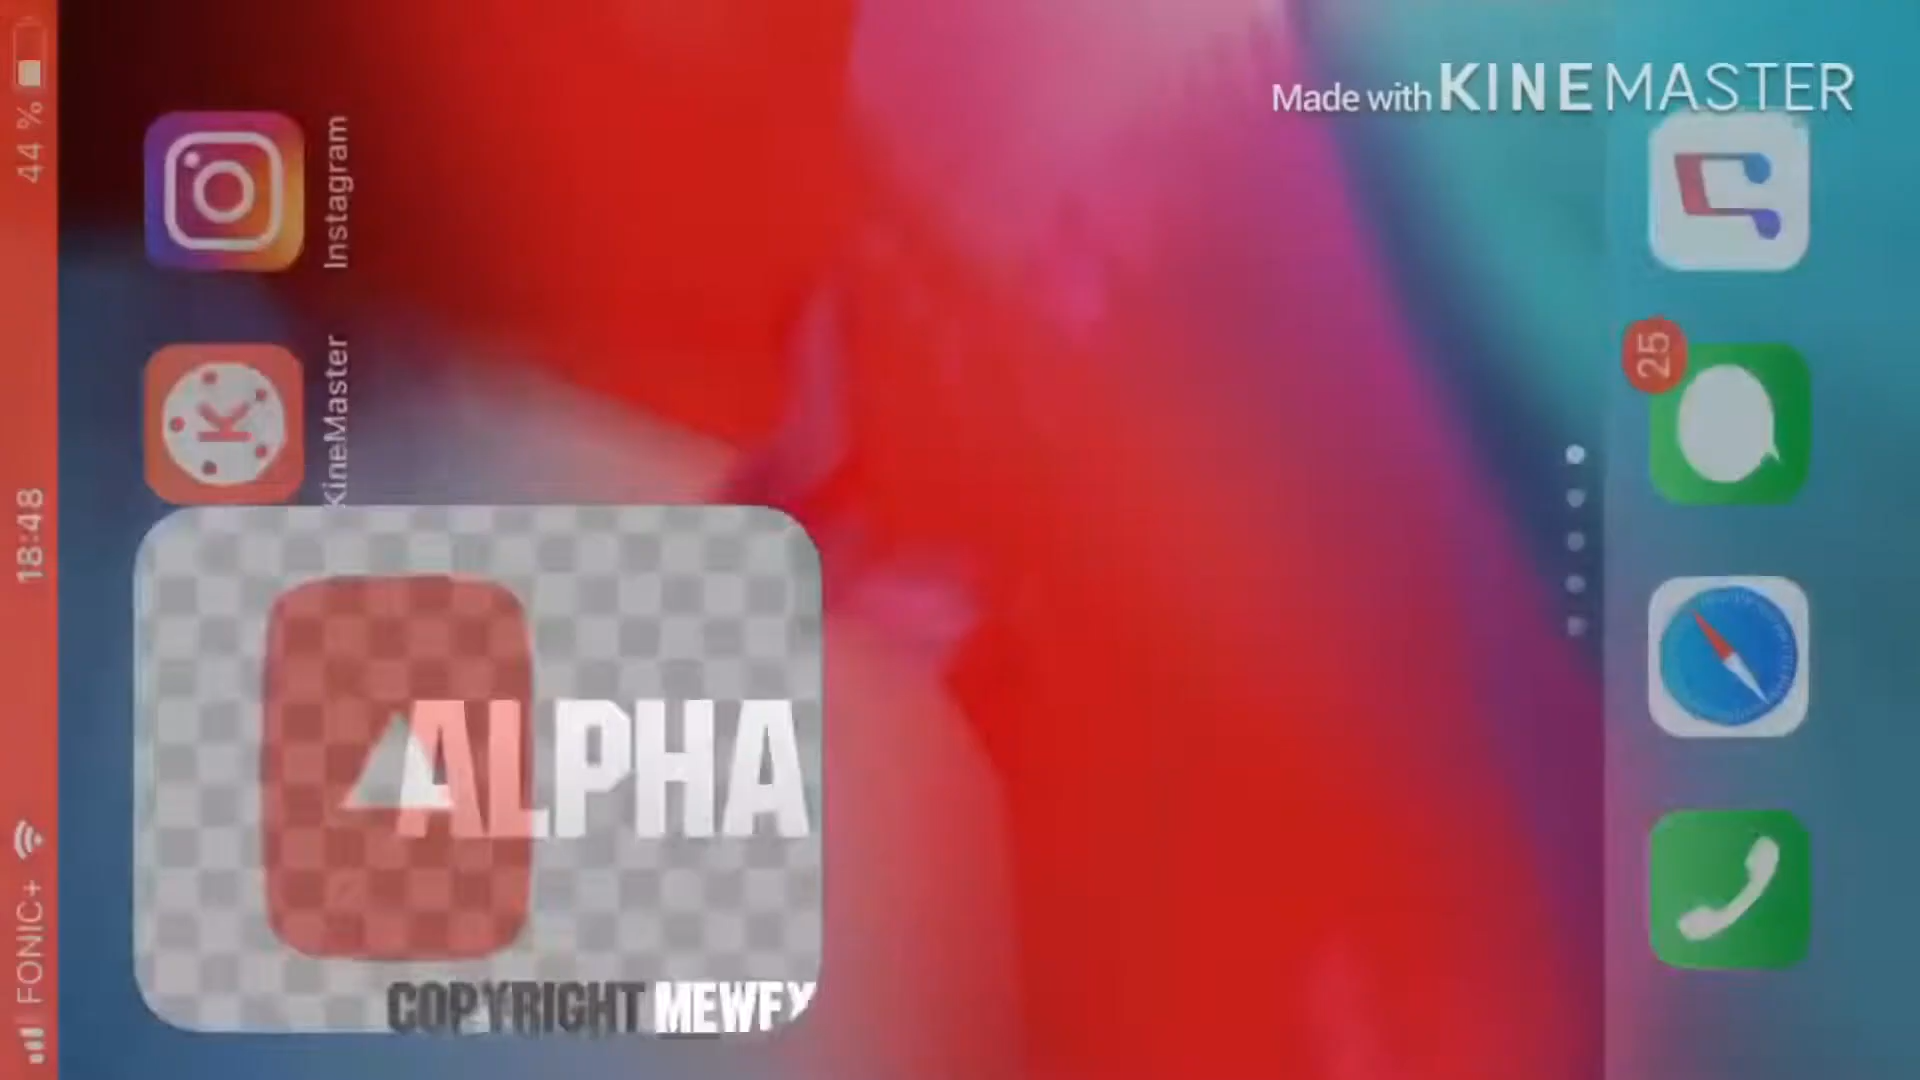 Made with KINEMASTER
FONIC+
18:48
44 %
Instagram
KineMaster
25
ALPHA
COPYRIGHT MEWFX